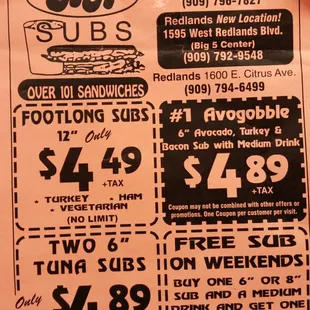 SUBS
OVER 101 SANDWICHES
(909) 796-7827
Redlands New Location!
1595 West Redlands Blvd.
(Big 5 Center)
(909) 792-9548
Redlands 1600 E. Citrus Ave.
(909) 794-6499
FOOTLONG SUBS
12" Only
$4 49
+TAX
• TURKEY • HAM
• VEGETARIAN
(NO LIMIT)
#1 Avogobble
6" Avocado, Turkey &
Bacon Sub with Medium Drink
$4 89
+TAX
Coupon may not be combined with other offers or
promotions. One Coupon per customer per visit.
TWO 6"
TUNA SUBS
Only $4 89
FREE SUB
ON WEEKENDS
BUY ONE 6" OR 8"
SUB AND A MEDIUM
DRINK AND GET ONE